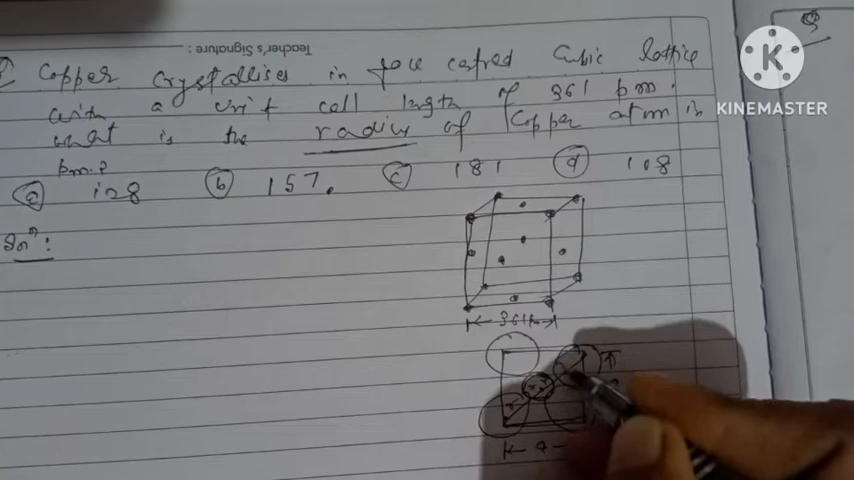 Teacher's Signature :
K
KINEMASTER
Copper crystallises in face centred cubic lattice
with a unit cell length of 361 pm.
what is the radius of Copper atom in
pm.?
(a) 128 (b) 157. (c) 181 (d) 108
Soln :
361pm
a